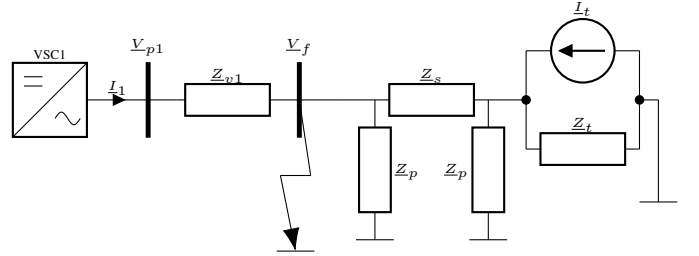 VSC1
I_1
V_p1
Z_v1
V_f
Z_s
Z_p
Z_p
I_t
Z_t